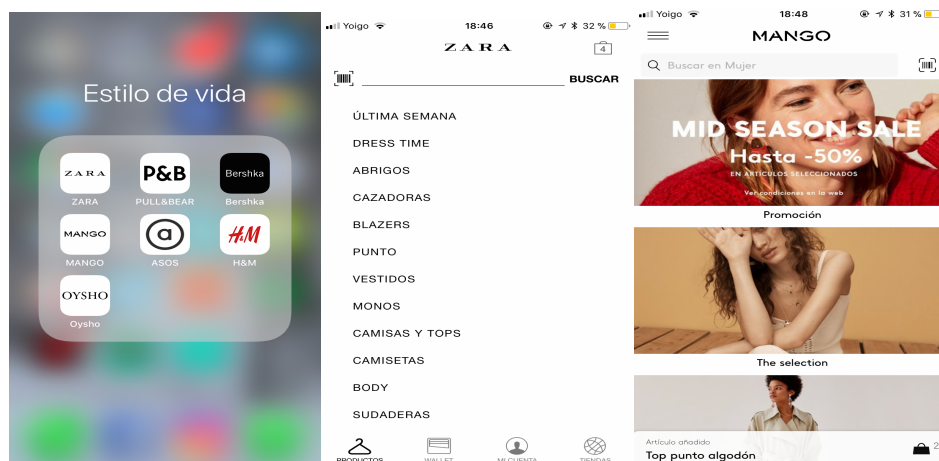 Estilo de vida
ZARA
P&B
Bershka
ZARA
PULL&BEAR
Bershka
MANGO
a
H&M
MANGO
ASOS
H&M
OYSHO
Oysho
Yoigo
18:46
32 %
ZARA
4
BUSCAR
ÚLTIMA SEMANA
DRESS TIME
ABRIGOS
CAZADORAS
BLAZERS
PUNTO
VESTIDOS
MONOS
CAMISAS Y TOPS
CAMISETAS
BODY
SUDADERAS
PRODUCTOS
WALLET
MI CUENTA
TIENDAS
Yoigo
18:48
31 %
MANGO
Buscar en Mujer
MID SEASON SALE
Hasta -50%
EN ARTÍCULOS SELECCIONADOS
Ver condiciones en la web
Promoción
The selection
Artículo añadido
Top punto algodón
2